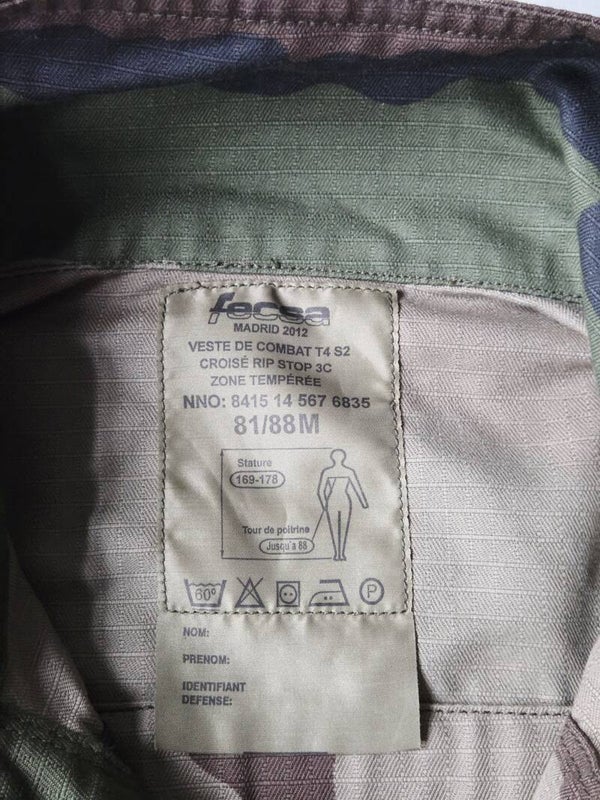 fecsa
MADRID 2012
VESTE DE COMBAT T4 S2
CROISÉ RIP STOP 3C
ZONE TEMPÉRÉE
NNO: 8415 14 567 6835
81/88M
Stature
169-178
Tour de poitrine
Jusqu'à 88
60°
P
NOM:
PRENOM:
IDENTIFIANT
DEFENSE: